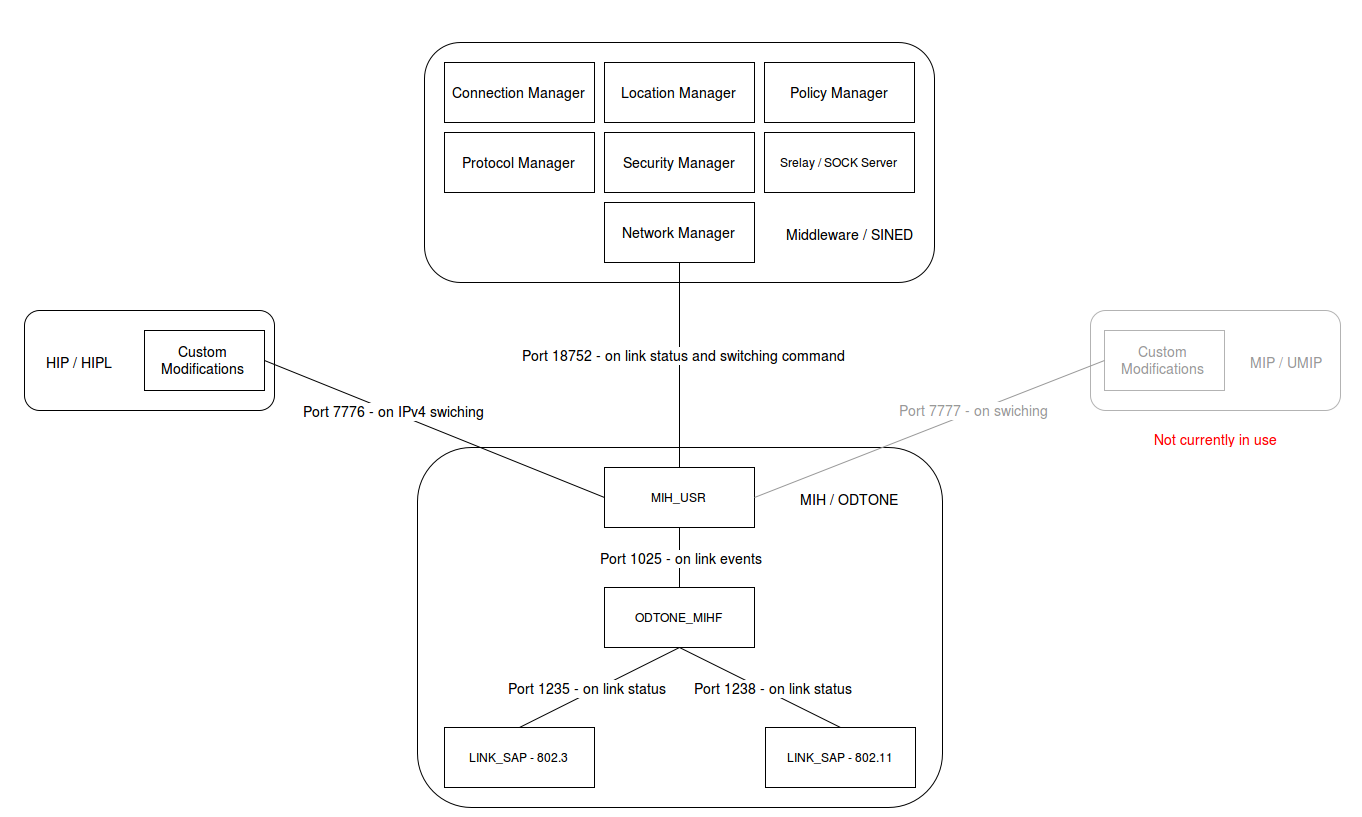 Connection Manager
Location Manager
Policy Manager
Protocol Manager
Security Manager
Srelay / SOCK Server
Network Manager
Middleware / SINED
HIP / HIPL
Custom
Modifications
Port 18752 - on link status and switching command
Custom
Modifications
MIP / UMIP
Port 7776 - on IPv4 swiching
Port 7777 - on swiching
Not currently in use
MIH_USR
MIH / ODTONE
Port 1025 - on link events
ODTONE_MIHF
Port 1235 - on link status
Port 1238 - on link status
LINK_SAP - 802.3
LINK_SAP - 802.11